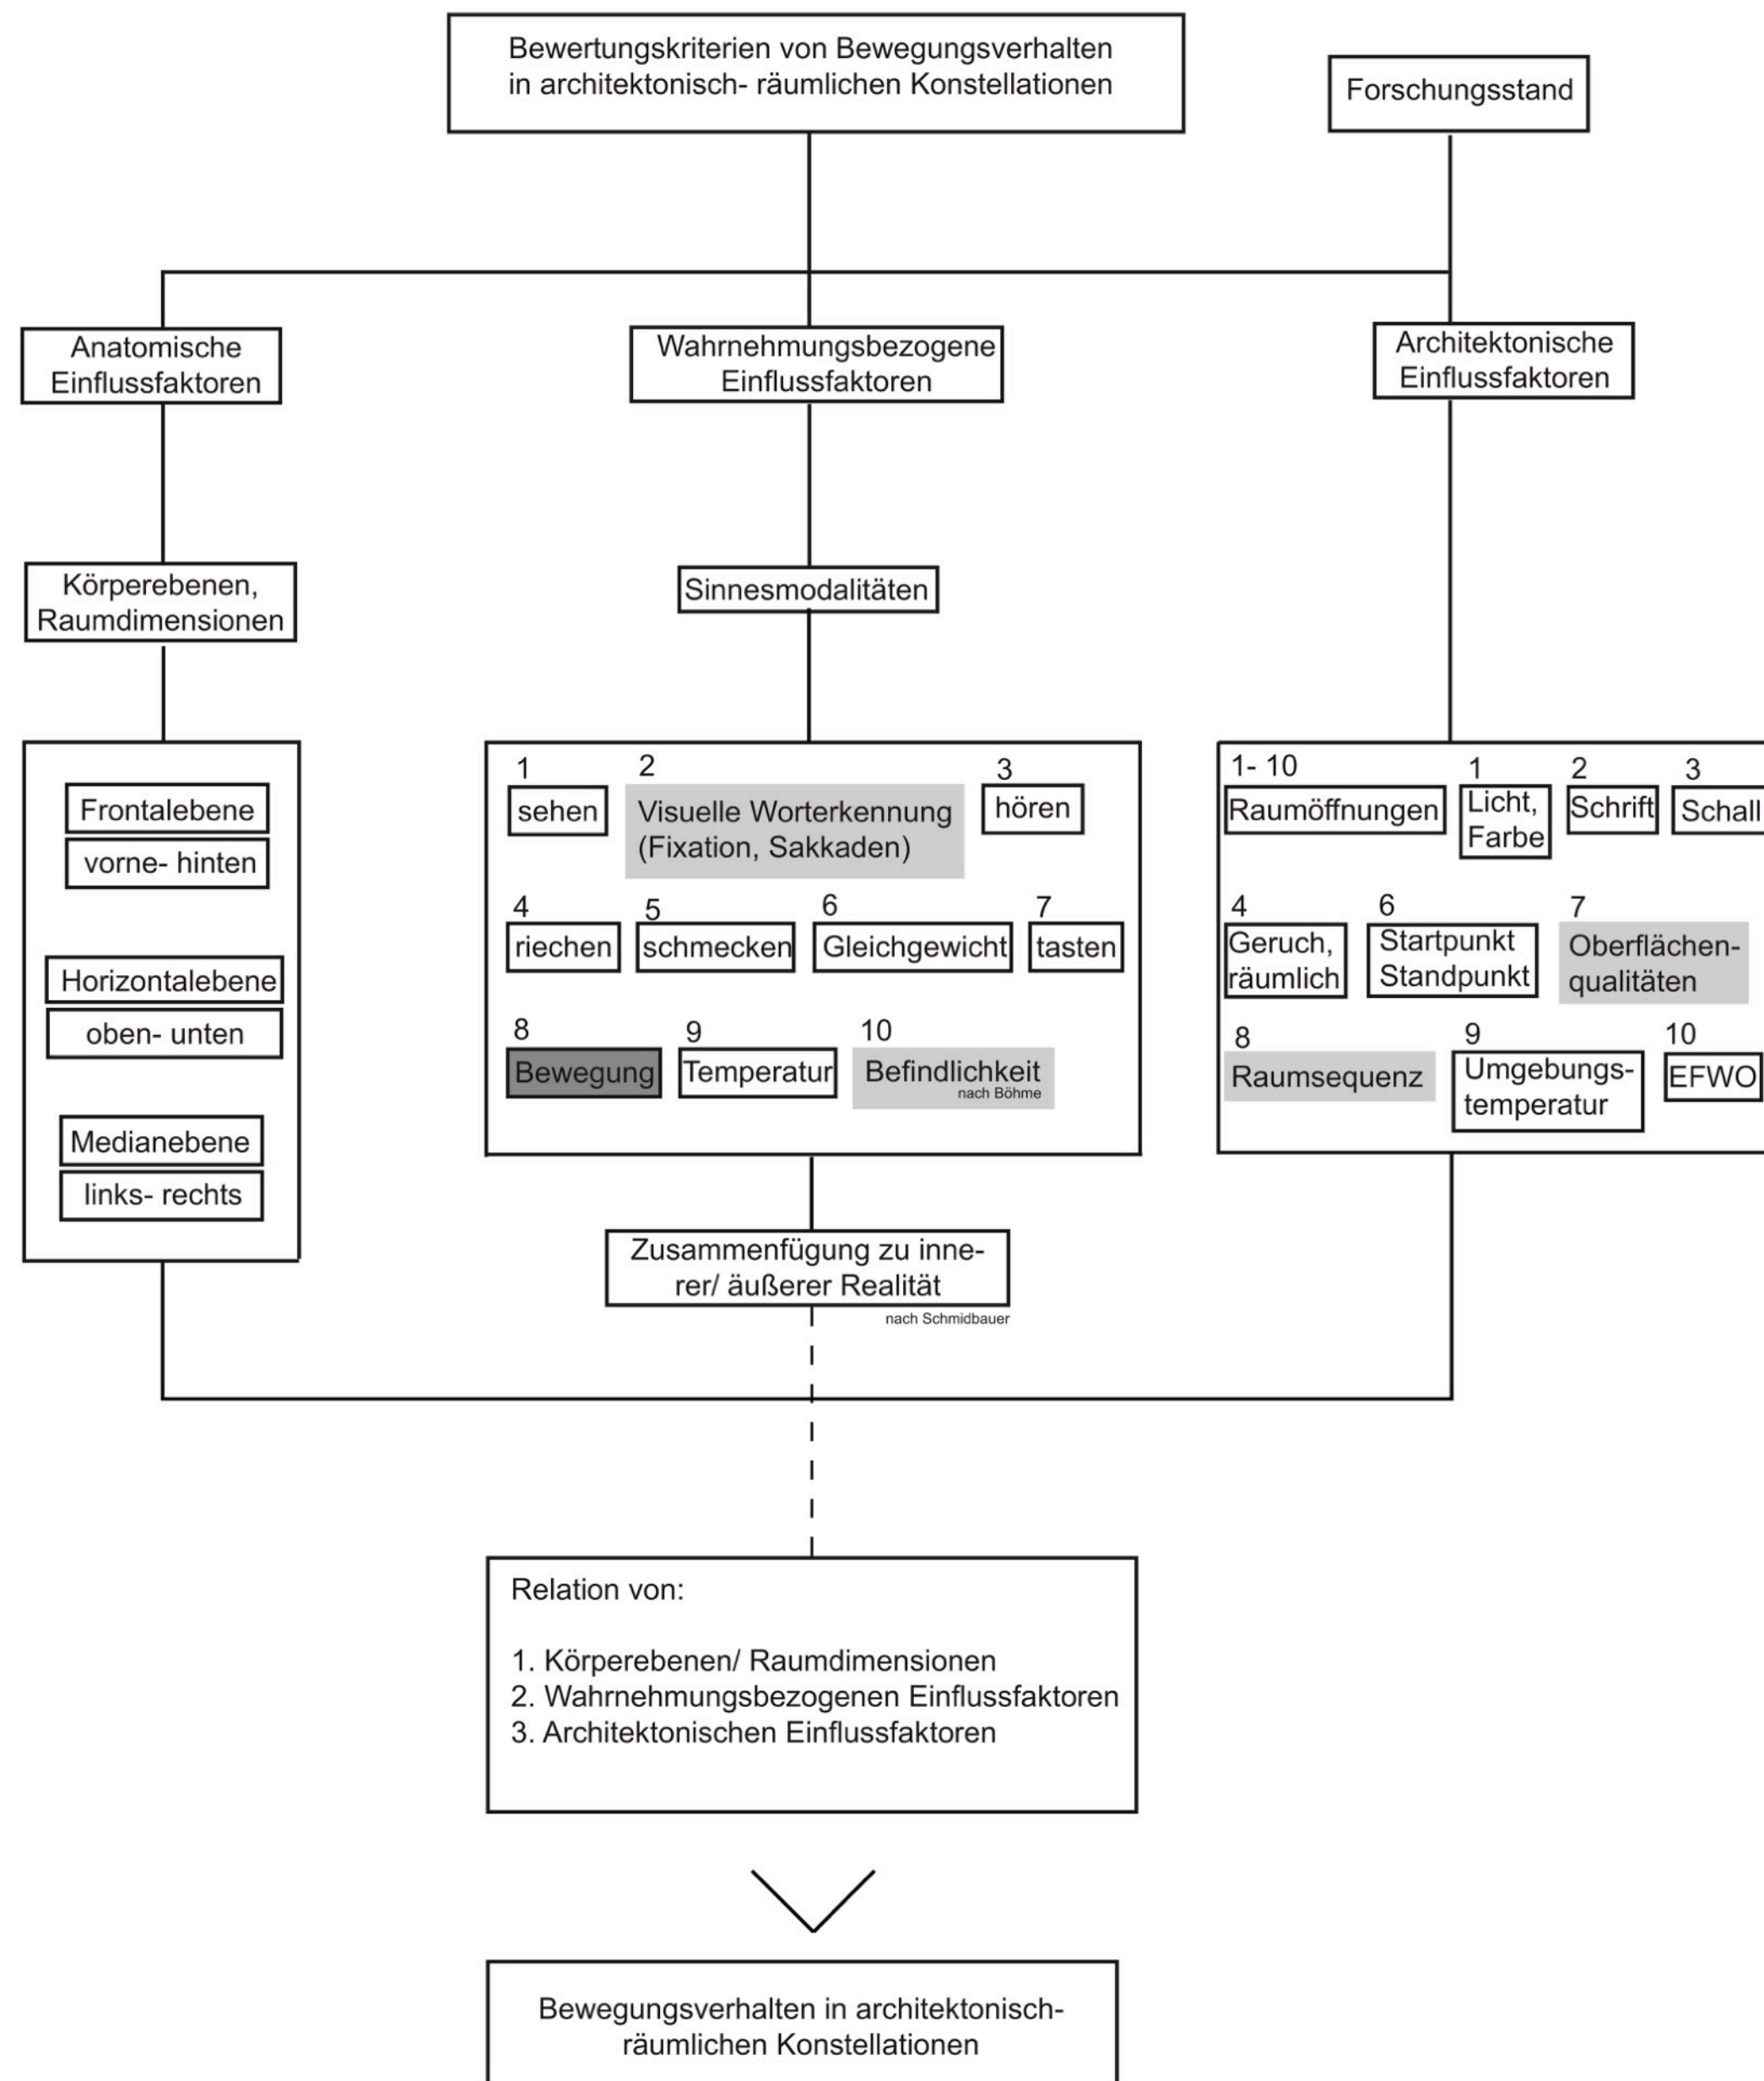 Bewertungskriterien von Bewegungsverhalten
in architektonisch- räumlichen Konstellationen
Forschungsstand
Anatomische
Einflussfaktoren
Wahrnehmungsbezogene
Einflussfaktoren
Architektonische
Einflussfaktoren
Körperebenen,
Raumdimensionen
Sinnesmodalitäten
Frontalebene
vorne- hinten
Horizontalebene
oben- unten
Medianebene
links- rechts
1
sehen
2
Visuelle Worterkennung
(Fixation, Sakkaden)
3
hören
4
riechen
5
schmecken
6
Gleichgewicht
7
tasten
8
Bewegung
9
Temperatur
10
Befindlichkeit
nach Böhme
1- 10
Raumöffnungen
1
Licht,
Farbe
2
Schrift
3
Schall
4
Geruch,
räumlich
6
Startpunkt
Standpunkt
7
Oberflächen-
qualitäten
8
Raumsequenz
9
Umgebungs-
temperatur
10
EFWO
Zusammenfügung zu inne-
rer/ äußerer Realität
nach Schmidbauer
Relation von:
1. Körperebenen/ Raumdimensionen
2. Wahrnehmungsbezogenen Einflussfaktoren
3. Architektonischen Einflussfaktoren
Bewegungsverhalten in architektonisch-
räumlichen Konstellationen